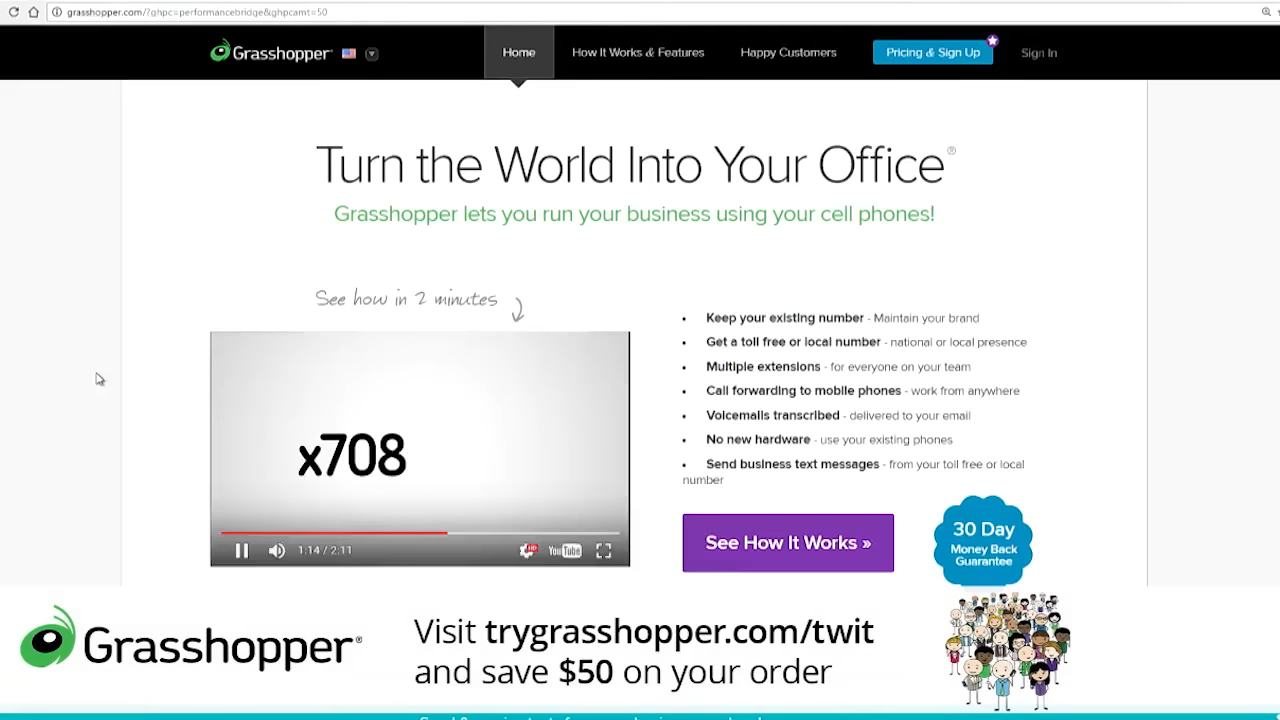 grasshopper.com/?ghpc=performancebridge&ghpcamt=50
Grasshopper
Home
How It Works & Features
Happy Customers
Pricing & Sign Up
Sign In
Turn the World Into Your Office®
Grasshopper lets you run your business using your cell phones!
See how in 2 minutes
• Keep your existing number - Maintain your brand
• Get a toll free or local number - national or local presence
• Multiple extensions - for everyone on your team
• Call forwarding to mobile phones - work from anywhere
• Voicemails transcribed - delivered to your email
• No new hardware - use your existing phones
• Send business text messages - from your toll free or local
number
x708
1:14 / 2:11
HD
YouTube
See How It Works »
30 Day
Money Back
Guarantee
Grasshopper®
Visit trygrasshopper.com/twit
and save $50 on your order